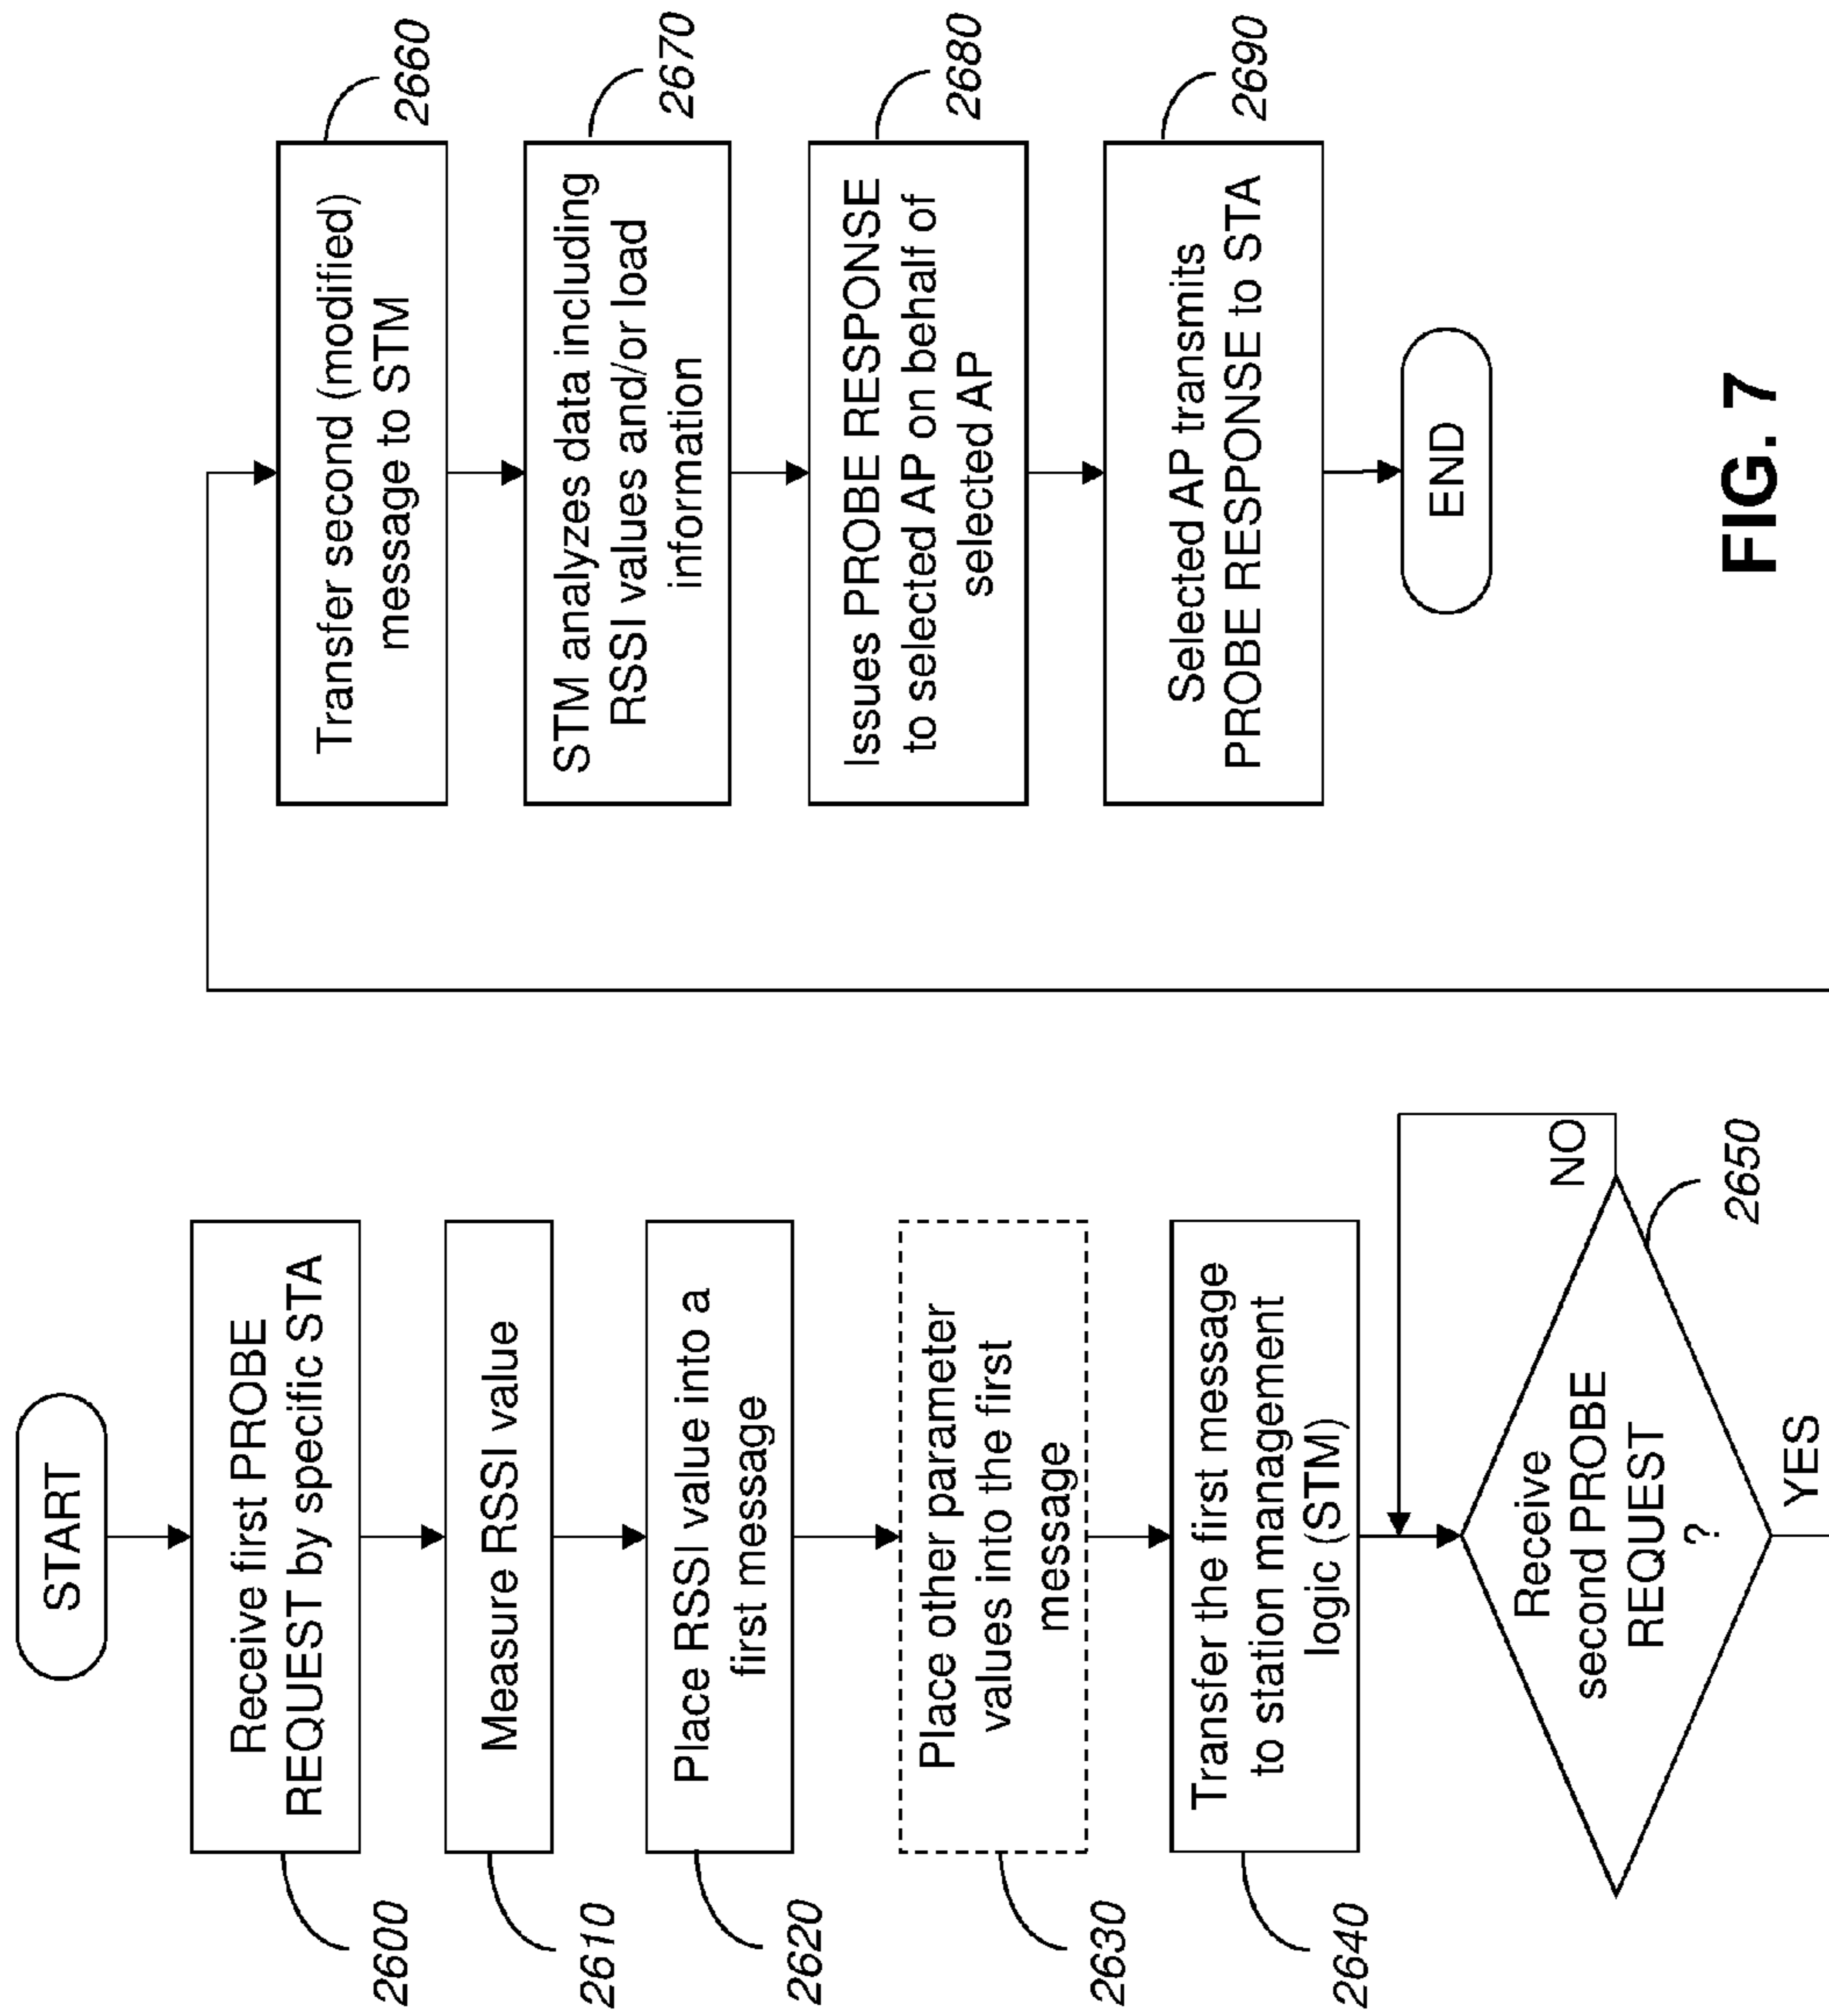 START
Receive first PROBE
REQUEST by specific STA
2600
Measure RSSI value
2610
Place RSSI value into a
first message
2620
Place other parameter
values into the first
message
2630
Transfer the first message
to station management
logic (STM)
2640
Receive
second PROBE
REQUEST
?
NO
2650
YES
Transfer second (modified)
message to STM
2660
STM analyzes data including
RSSI values and/or load
information
2670
Issues PROBE RESPONSE
to selected AP on behalf of
selected AP
2680
Selected AP transmits
PROBE RESPONSE to STA
2690
END
FIG. 7